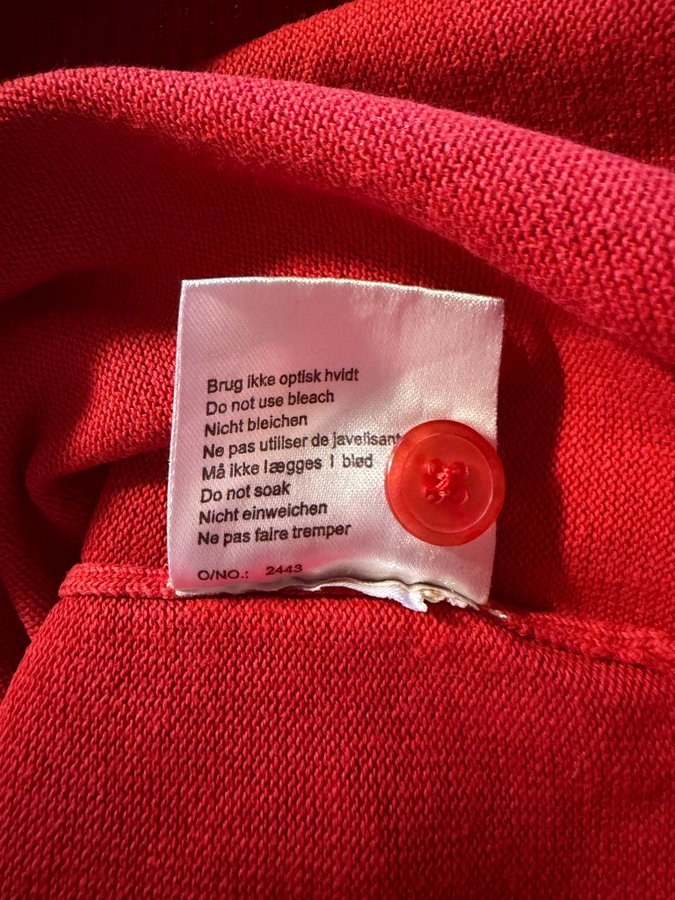 Brug ikke optisk hvidt
Do not use bleach
Nicht bleichen
Ne pas utiliser de javelisant
Må ikke lægges I blød
Do not soak
Nicht einweichen
Ne pas faire tremper
O/NO.: 2443